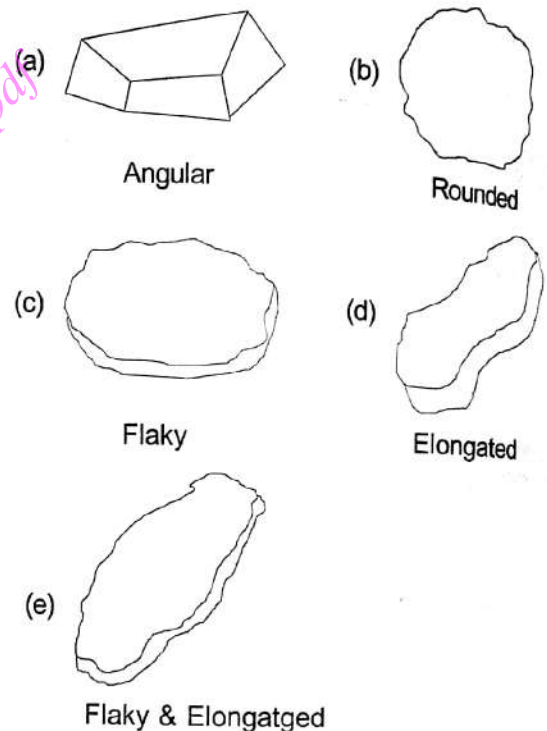 (a)
Angular
(b)
Rounded
(c)
Flaky
(d)
Elongated
(e)
Flaky & Elongatged